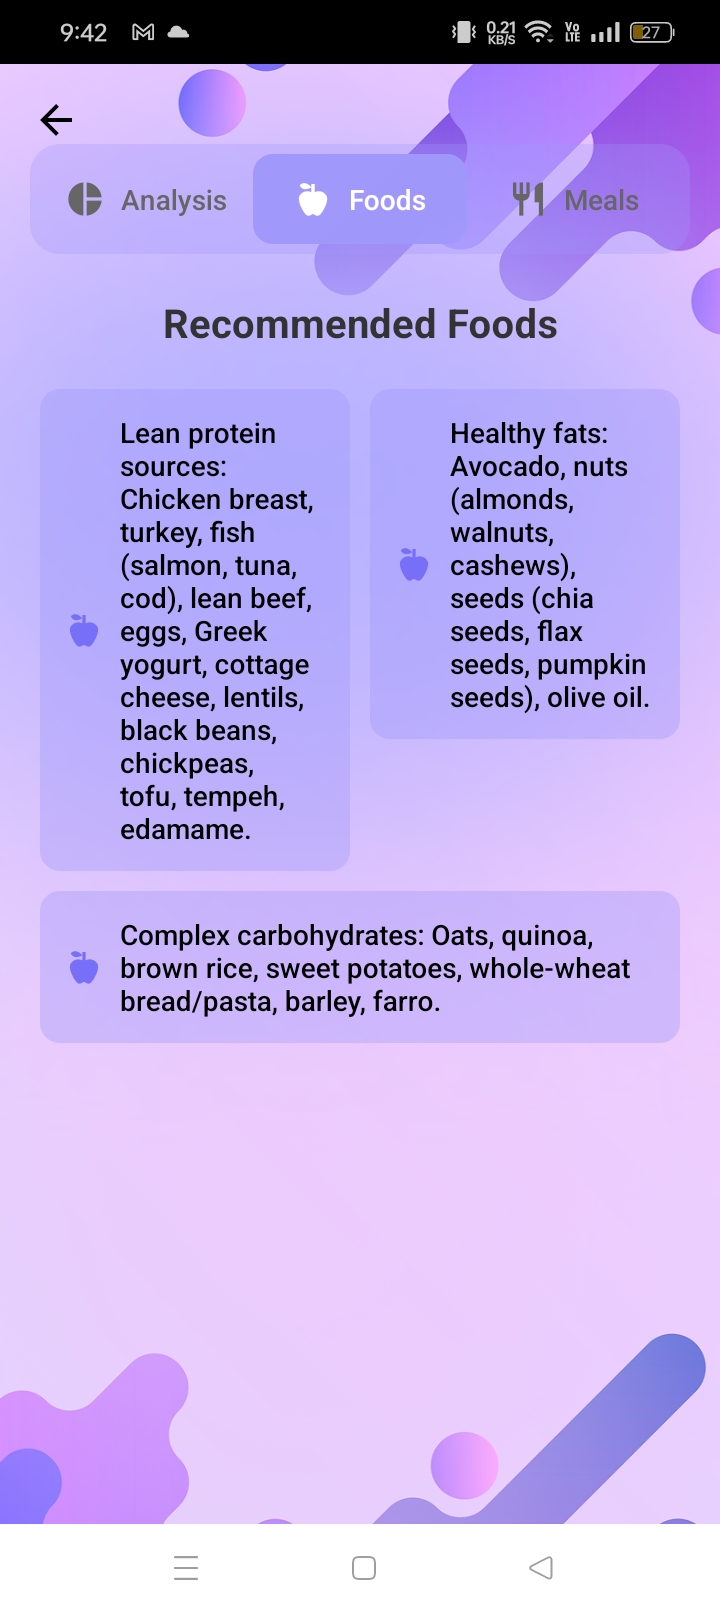 9:42
0.21
KB/S
Vo
LTE
27
Analysis
Foods
Meals
Recommended Foods
Lean protein
sources:
Chicken breast,
turkey, fish
(salmon, tuna,
cod), lean beef,
eggs, Greek
yogurt, cottage
cheese, lentils,
black beans,
chickpeas,
tofu, tempeh,
edamame.
Healthy fats:
Avocado, nuts
(almonds,
walnuts,
cashews),
seeds (chia
seeds, flax
seeds, pumpkin
seeds), olive oil.
Complex carbohydrates: Oats, quinoa,
brown rice, sweet potatoes, whole-wheat
bread/pasta, barley, farro.